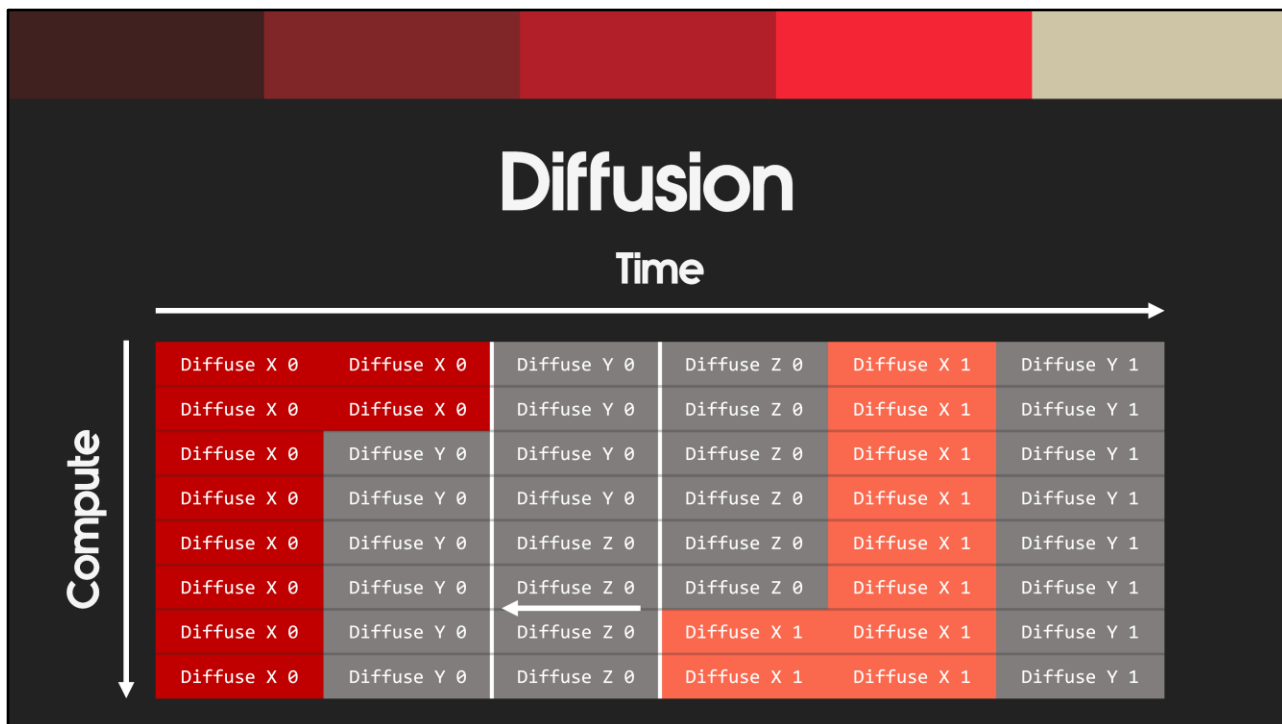 Diffusion
Time
Compute
Diffuse X 0 Diffuse X 0 Diffuse Y 0 Diffuse Z 0 Diffuse X 1 Diffuse Y 1
Diffuse X 0 Diffuse X 0 Diffuse Y 0 Diffuse Z 0 Diffuse X 1 Diffuse Y 1
Diffuse X 0 Diffuse Y 0 Diffuse Y 0 Diffuse Z 0 Diffuse X 1 Diffuse Y 1
Diffuse X 0 Diffuse Y 0 Diffuse Y 0 Diffuse Z 0 Diffuse X 1 Diffuse Y 1
Diffuse X 0 Diffuse Y 0 Diffuse Z 0 Diffuse Z 0 Diffuse X 1 Diffuse Y 1
Diffuse X 0 Diffuse Y 0 Diffuse Z 0 Diffuse Z 0 Diffuse X 1 Diffuse Y 1
Diffuse X 0 Diffuse Y 0 Diffuse Z 0 Diffuse X 1 Diffuse X 1 Diffuse Y 1
Diffuse X 0 Diffuse Y 0 Diffuse Z 0 Diffuse X 1 Diffuse X 1 Diffuse Y 1